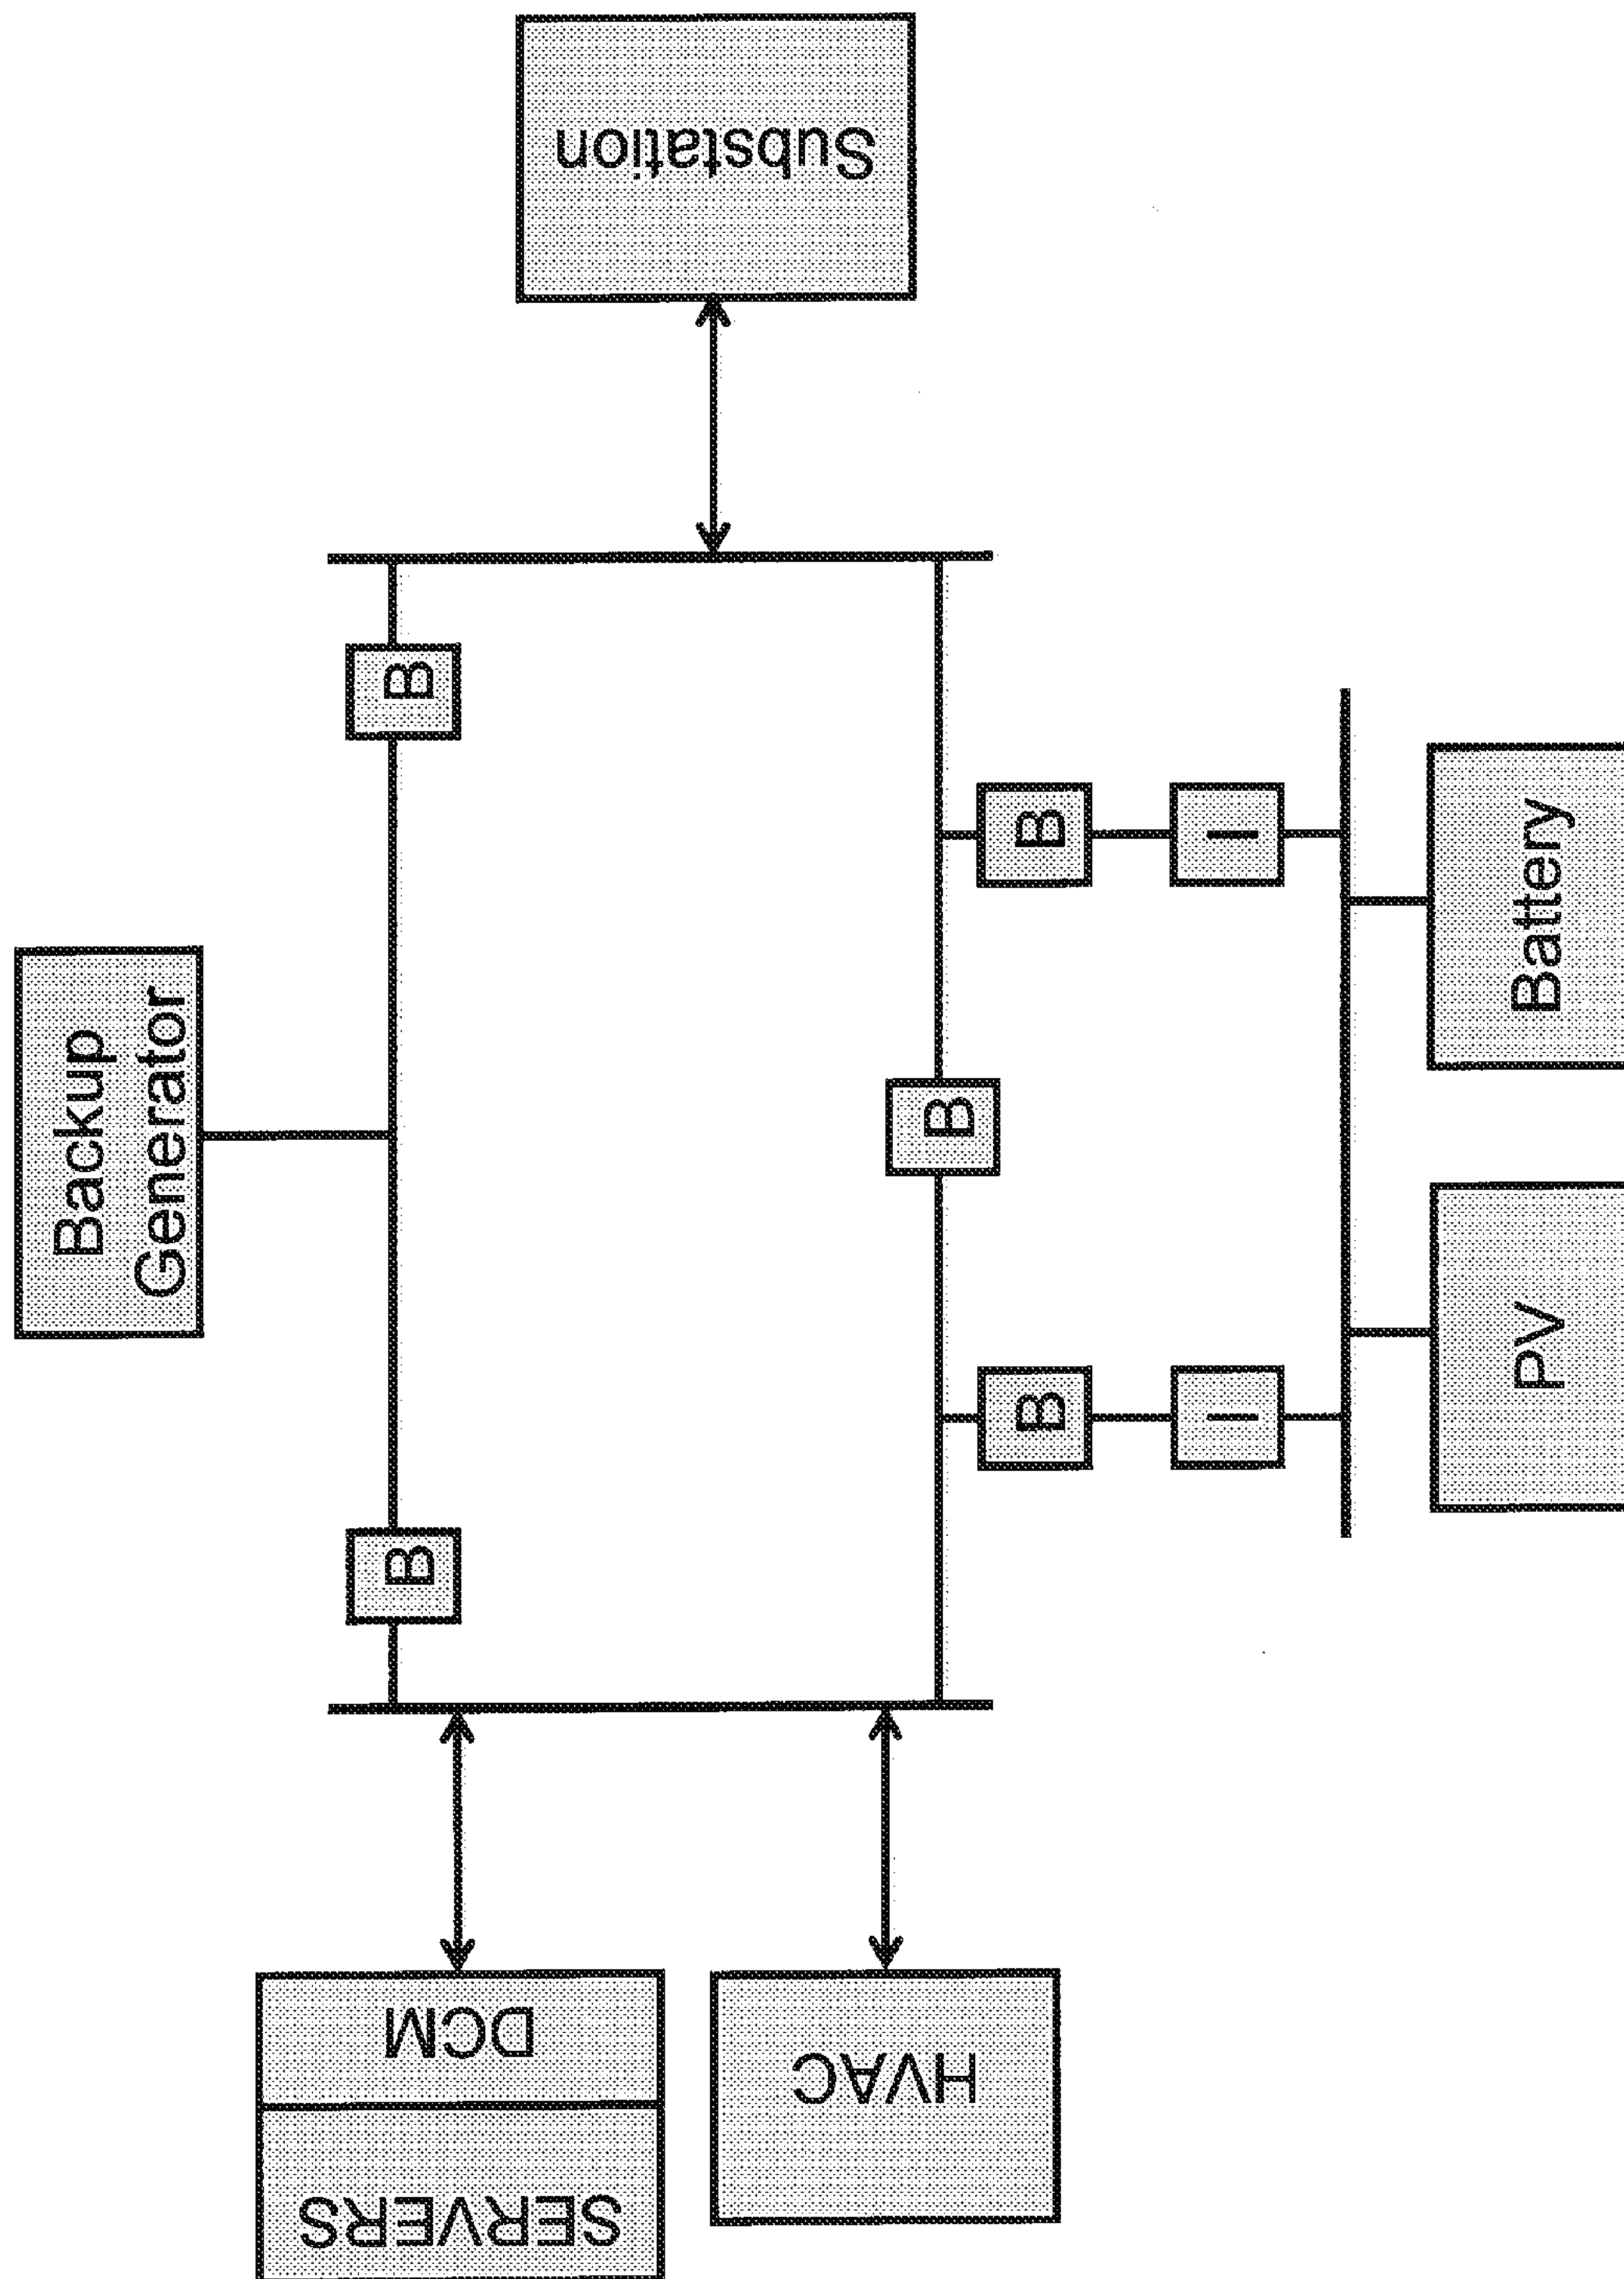 Substation
B
Backup
Generator
B
B
I
B
Battery
B
I
PV
B
DCM
SERVERS
HVAC